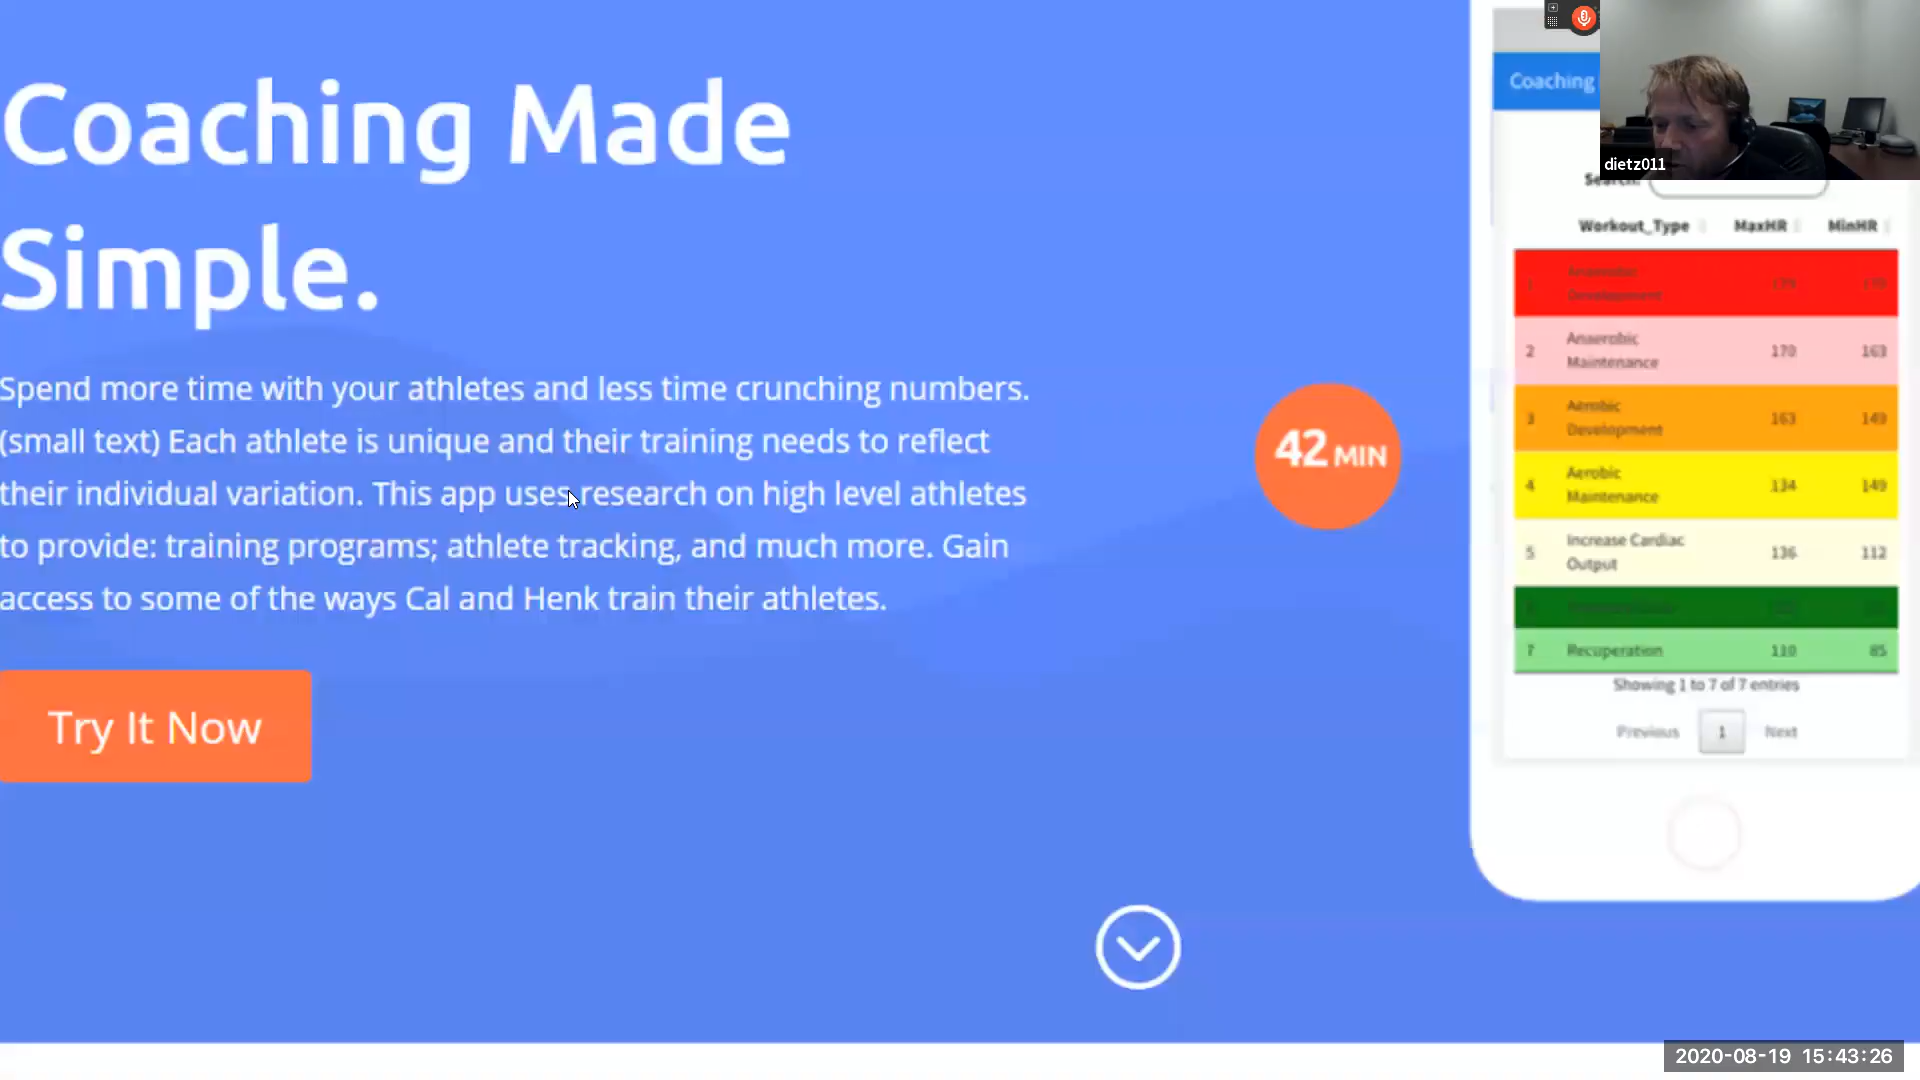 Coaching Made
Simple.
Spend more time with your athletes and less time crunching numbers.
(small text) Each athlete is unique and their training needs to reflect
their individual variation. This app uses research on high level athletes
to provide: training programs; athlete tracking, and much more. Gain
access to some of the ways Cal and Henk train their athletes.
Try It Now
42 MIN
Coaching
dietz011
Search:
Workout_Type MaxHR MinHR
1 Anaerobic
Development 179
2 Anaerobic
Maintenance 170 163
3 Aerobic
Development 163 149
4 Aerobic
Maintenance 134 149
5 Increase Cardiac
Output 136 112
7 Recuperation 110 85
Showing 1 to 7 of 7 entries
Previous 1 Next
2020-08-19 15:43:26